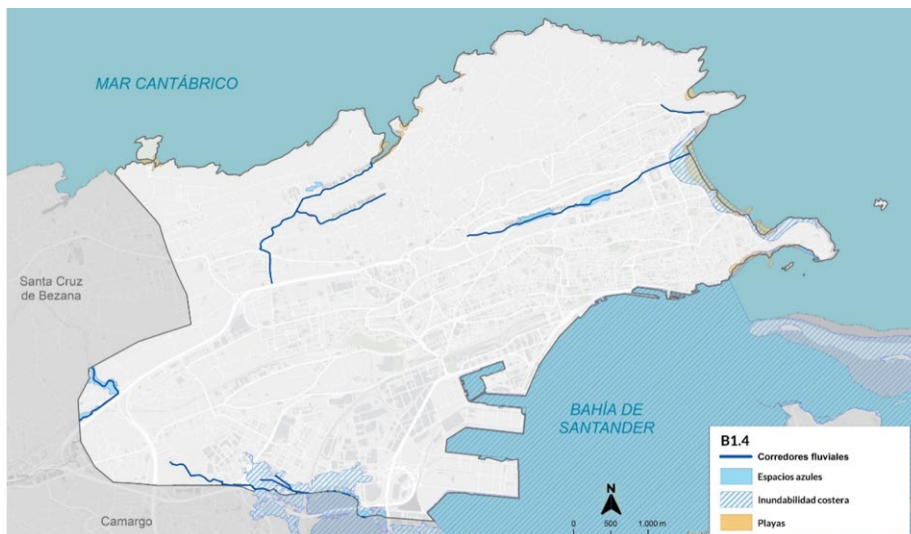 MAR CANTÁBRICO
Santa Cruz
de Bezana
BAHÍA DE
SANTANDER
Camargo
N
0 500 1.000 m
B1.4
Corredores fluviales
Espacios azules
Inundabilidad costera
Playas